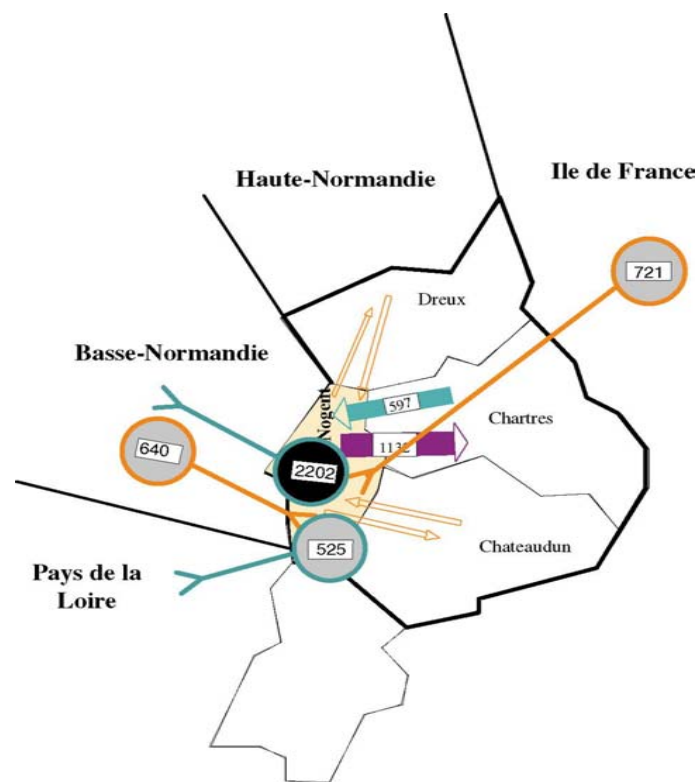 Haute-Normandie
Ile de France
721
Dreux
Basse-Normandie
Nogent
597
Chartres
640
1132
2202
525
Chateaudun
Pays de la
Loire